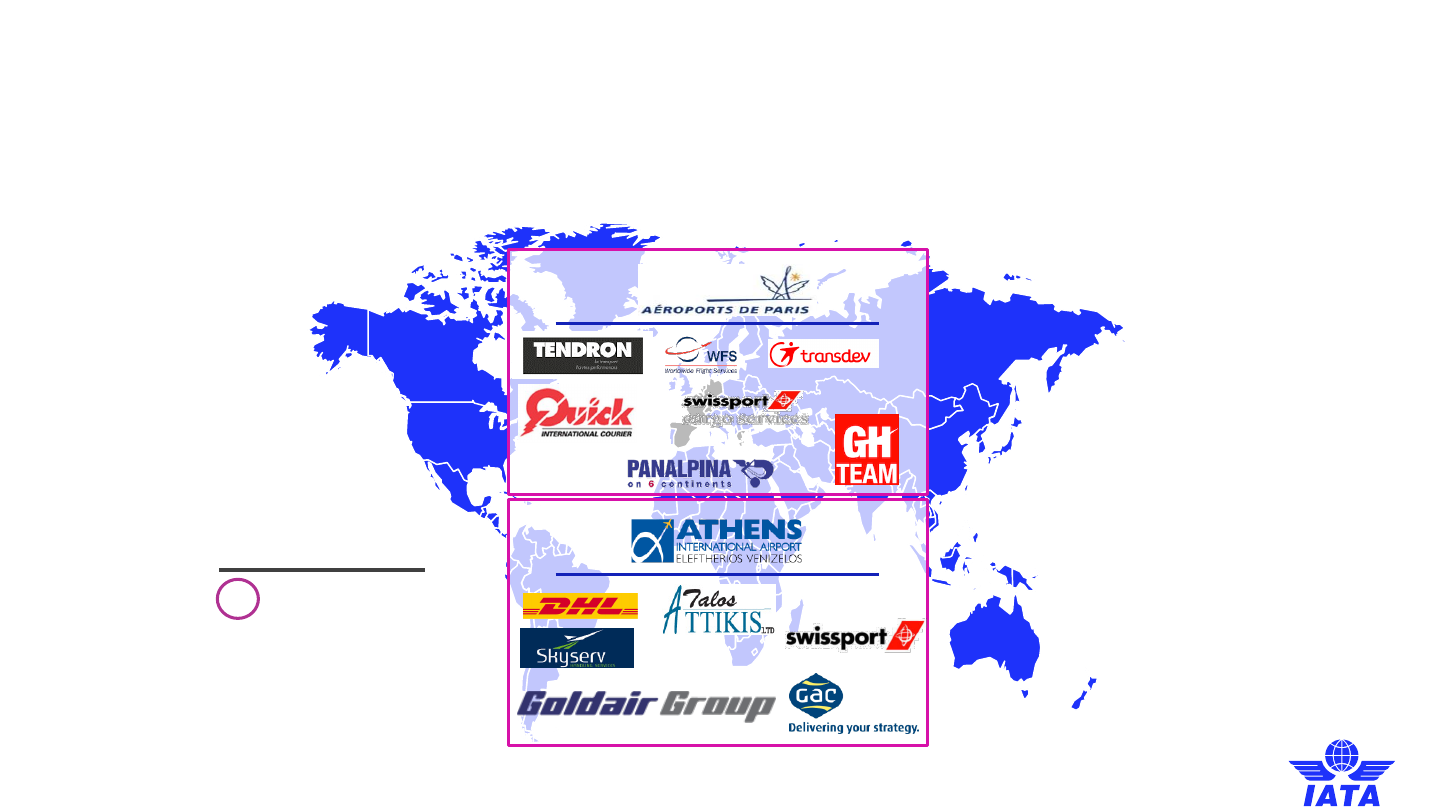 AÉROPORTS DE PARIS
TENDRON
WFS
Worldwide Flight Services
transdev
Quick
INTERNATIONAL COURIER
swissport
cargo services
GH
TEAM
PANALPINA
on 6 continents
ATHENS
INTERNATIONAL AIRPORT
ELEFTHERIOS VENIZELOS
DHL
Talos
ATTIKIS LTD
swissport
Skyserv
Goldair Group
GAC
Delivering your strategy.
IATA